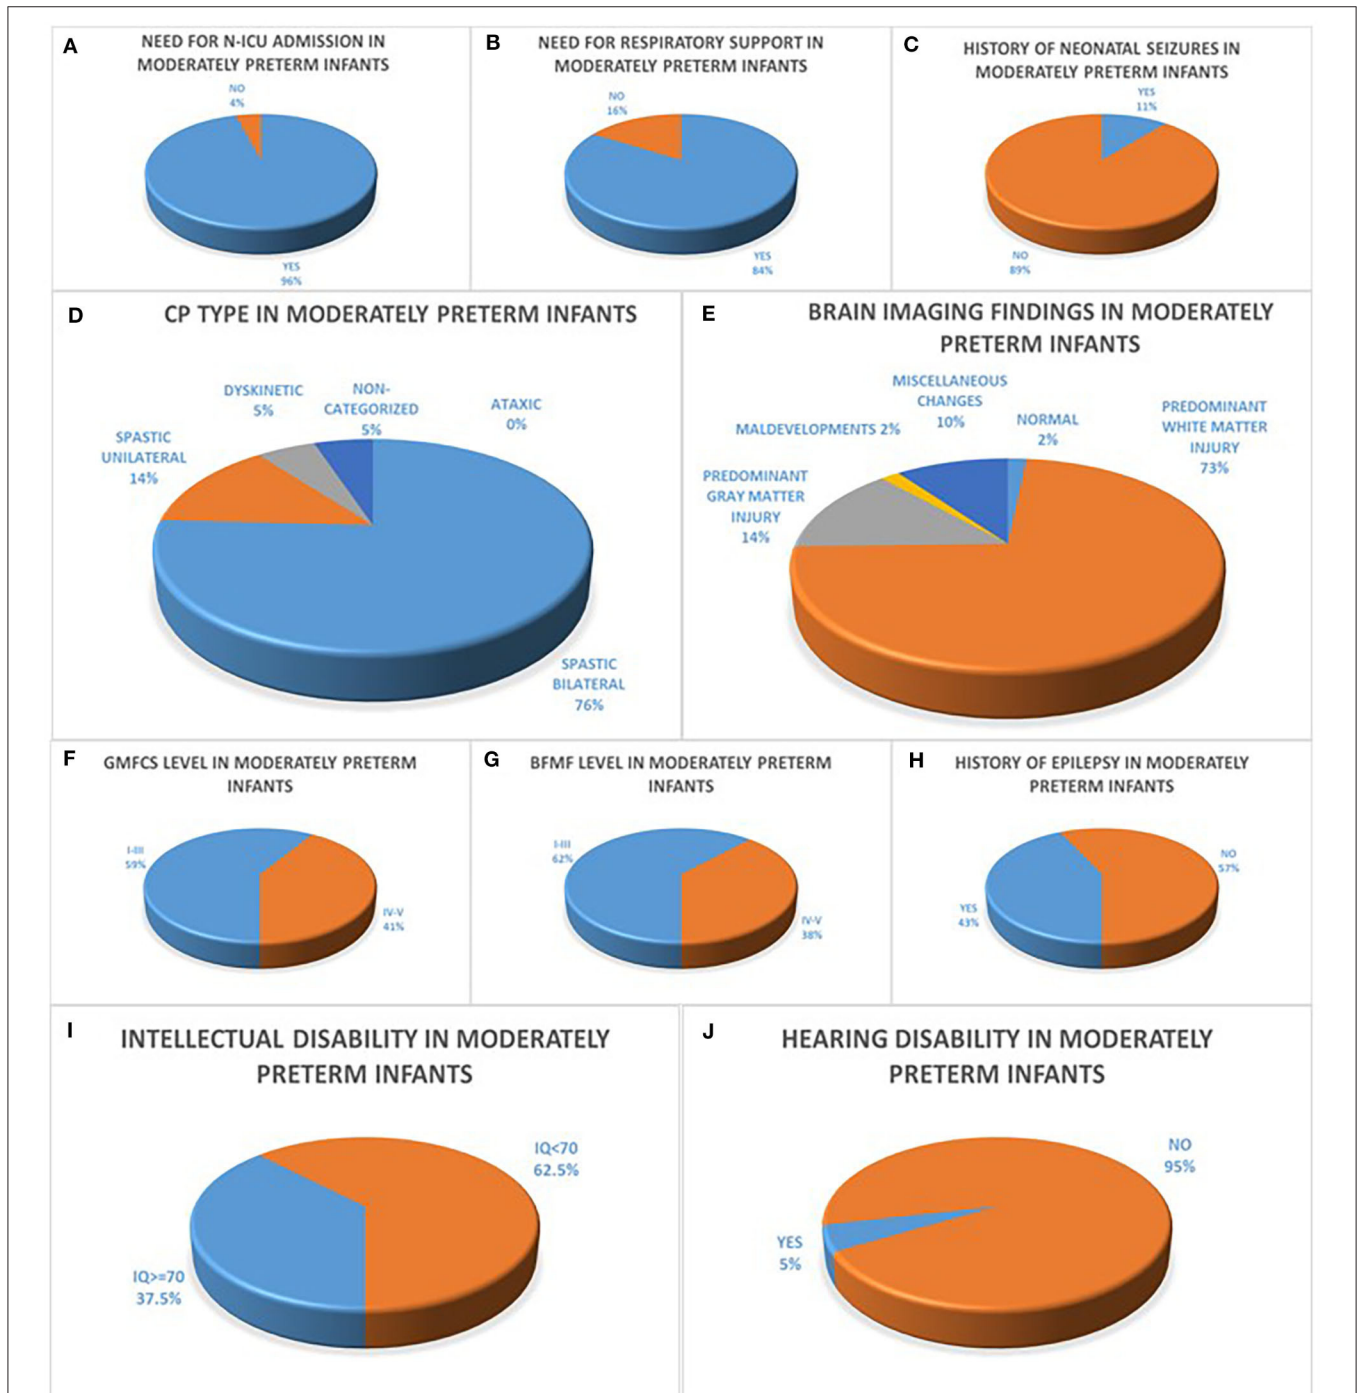 A
NEED FOR N-ICU ADMISSION IN
MODERATELY PRETERM INFANTS
NO
4%
YES
96%
B
NEED FOR RESPIRATORY SUPPORT IN
MODERATELY PRETERM INFANTS
NO
16%
YES
84%
C
HISTORY OF NEONATAL SEIZURES IN
MODERATELY PRETERM INFANTS
YES
11%
NO
89%
D
CP TYPE IN MODERATELY PRETERM INFANTS
DYSKINETIC
5%
NON-
CATEGORIZED
5%
ATAXIC
0%
SPASTIC
UNILATERAL
14%
SPASTIC
BILATERAL
76%
E
BRAIN IMAGING FINDINGS IN MODERATELY
PRETERM INFANTS
MISCELLANEOUS
CHANGES
10%
MALDEVELOPMENTS 2%
NORMAL
2%
PREDOMINANT
WHITE MATTER
INJURY
73%
PREDOMINANT
GRAY MATTER
INJURY
14%
F
GMFCS LEVEL IN MODERATELY PRETERM
INFANTS
I-III
59%
IV-V
41%
G
BFMF LEVEL IN MODERATELY PRETERM
INFANTS
I-III
62%
IV-V
38%
H
HISTORY OF EPILEPSY IN MODERATELY
PRETERM INFANTS
NO
57%
YES
43%
I
INTELLECTUAL DISABILITY IN MODERATELY
PRETERM INFANTS
IQ<70
62.5%
IQ>=70
37.5%
J
HEARING DISABILITY IN MODERATELY
PRETERM INFANTS
NO
95%
YES
5%